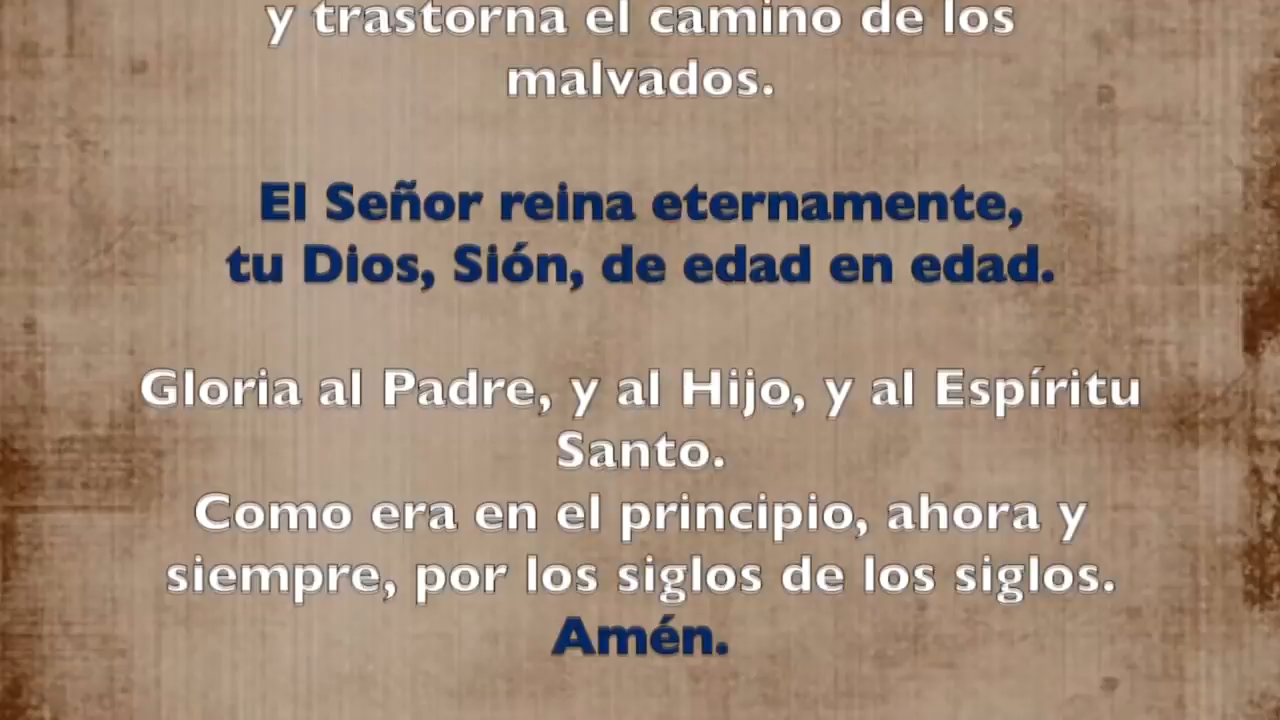 y trastorna el camino de los
malvados.
El Señor reina eternamente,
tu Dios, Sión, de edad en edad.
Gloria al Padre, y al Hijo, y al Espíritu
Santo.
Como era en el principio, ahora y
siempre, por los siglos de los siglos.
Amén.